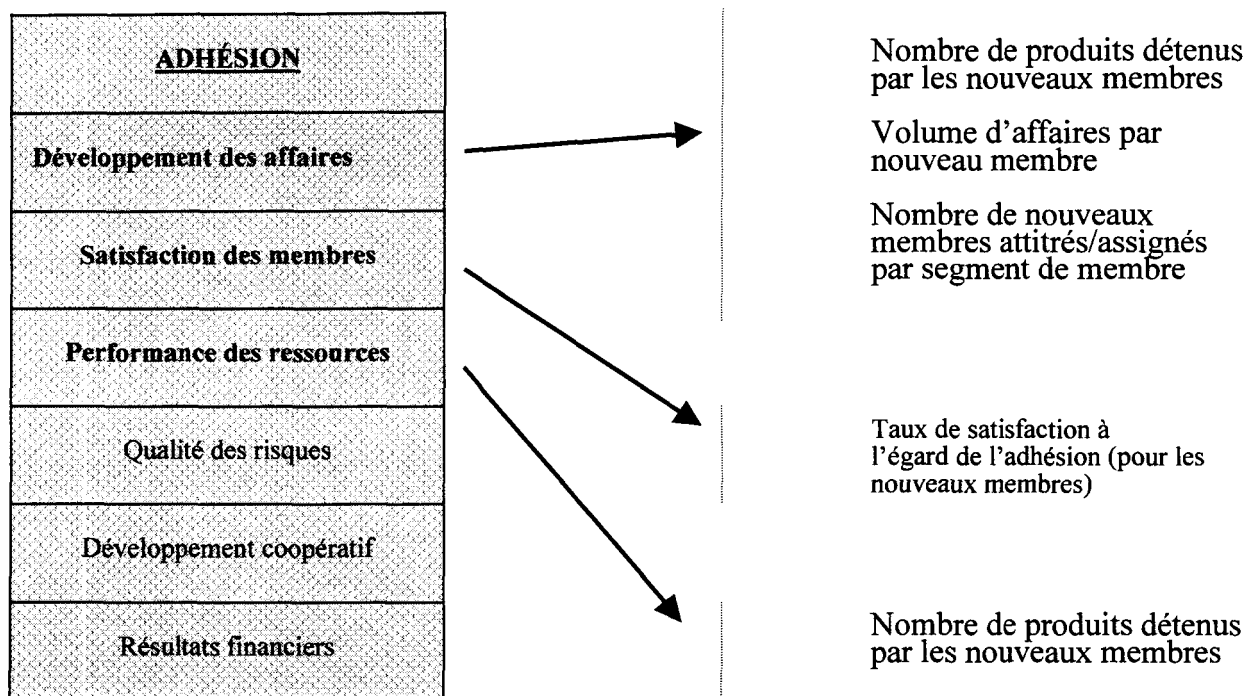 ADHÉSION
Développement des affaires
Satisfaction des membres
Performance des ressources
Qualité des risques
Développement coopératif
Résultats financiers
Nombre de produits détenus
par les nouveaux membres
Volume d'affaires par
nouveau membre
Nombre de nouveaux
membres attitrés/assignés
par segment de membre
Taux de satisfaction à
l'égard de l'adhésion (pour les
nouveaux membres)
Nombre de produits détenus
par les nouveaux membres